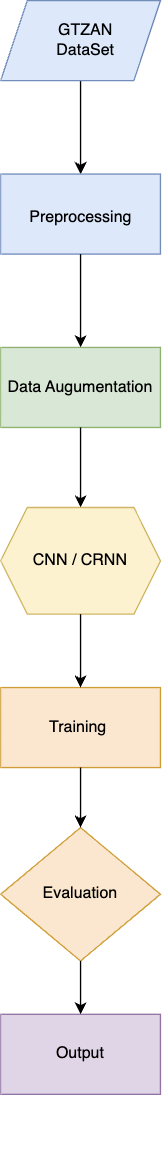 GTZAN
DataSet
Preprocessing
Data Augumentation
CNN / CRNN
Training
Evaluation
Output